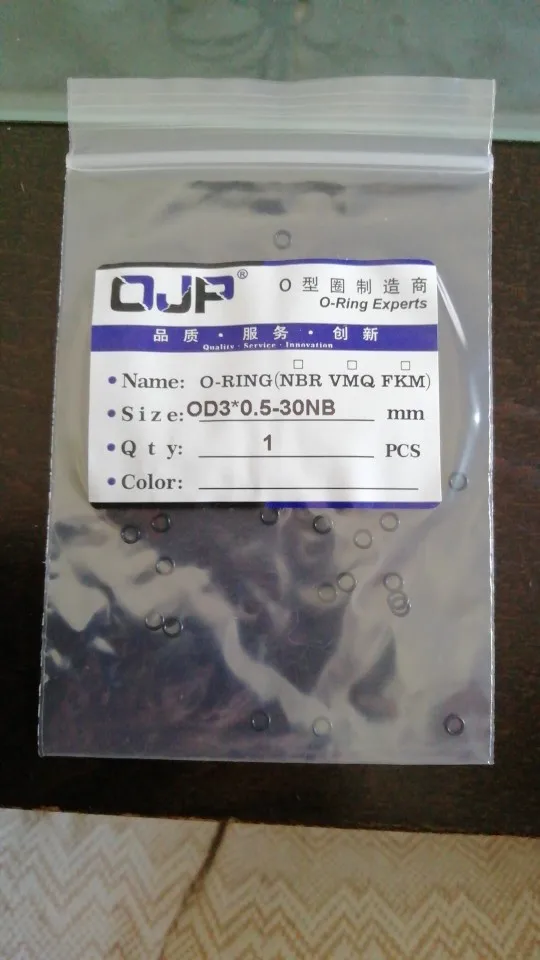 OJP®
O型圈制造商
O-Ring Experts
品质·服务·创新
Quality·Service·Innovation
• Name: O-RING(NBR VMQ FKM)
• Size: OD3*0.5-30NB mm
• Qty: 1 PCS
• Color: